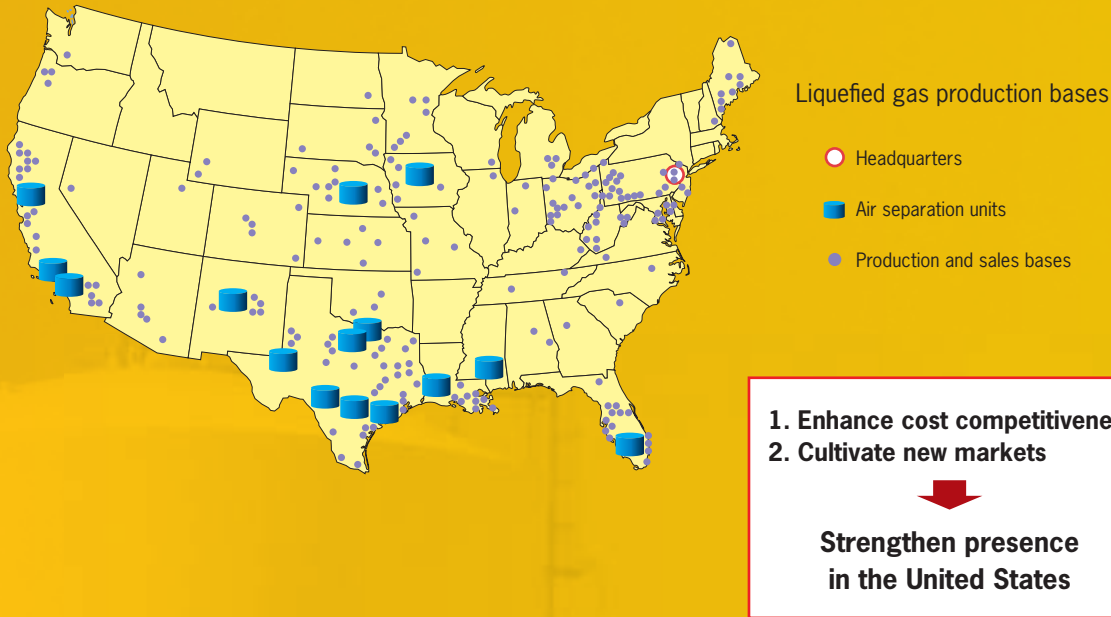 Liquefied gas production bases
Headquarters
Air separation units
Production and sales bases
1. Enhance cost competitivene
2. Cultivate new markets
Strengthen presence
in the United States